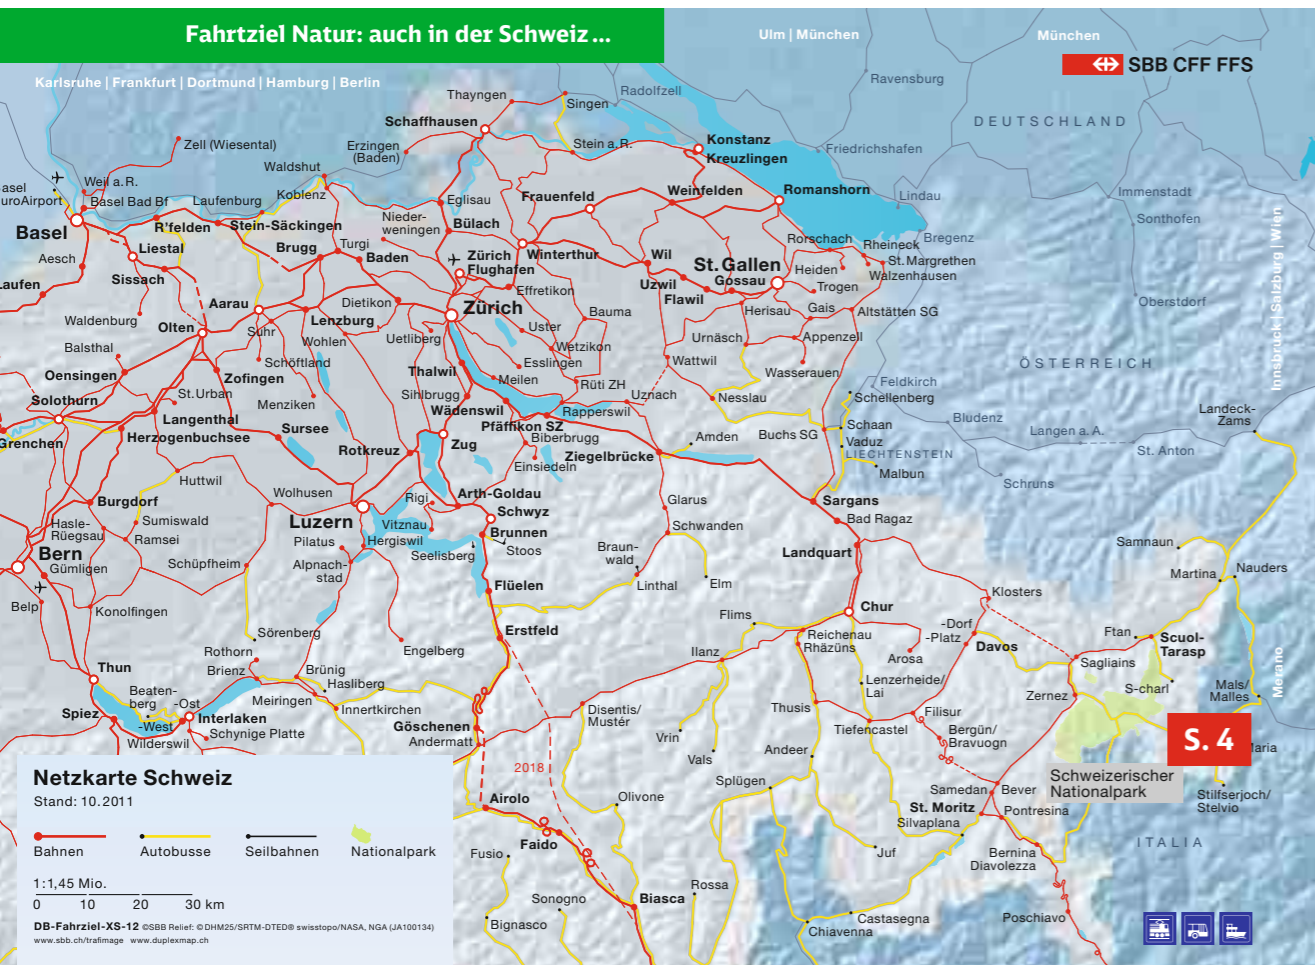 Fahrtziel Natur: auch in der Schweiz ...
Ulm | München
München
SBB CFF FFS
Karlsruhe | Frankfurt | Dortmund | Hamburg | Berlin
Ravensburg
Radolfzell
Thayngen
Singen
DEUTSCHLAND
Schaffhausen
Konstanz
Kreuzlingen
Zell (Wiesental)
Erzingen
(Baden)
Stein a.R.
Friedrichshafen
Waldshut
Weil a.R.
Basel Bad Bf
Laufenburg
Koblenz
Eglisau
Frauenfeld
Weinfelden
Romanshorn
Lindau
Immenstadt
Sonthofen
Basel
R'felden
Stein-Säckingen
Nieder-
weningen
Bülach
Bregenz
Liestal
Aesch
Sissach
Brugg
Turgi
Baden
Zürich
Flughafen
Winterthur
Wil
St. Gallen
Gossau
Rorschach
Rheineck
St. Margrethen
Walzenhausen
Heiden
Trogen
Innsbruck | Salzburg | Wien
Aarau
Dietikon
Effretikon
Uzwil
Flawil
Oberstdorf
Waldenburg
Olten
Suhr
Lenzburg
Wohlen
Zürich
Uetliberg
Uster
Bauma
Herisau
Gais
Altstätten SG
Balsthal
Schöftland
Wetzikon
Urnäsch
Appenzell
Oensingen
Zofingen
Thalwil
Esslingen
Meilen
Wattwil
Wasserauen
ÖSTERREICH
Solothurn
St. Urban
Menziken
Sihlbrugg
Rüti ZH
Uznach
Nesslau
Feldkirch
Schellenberg
Langenthal
Herzogenbuchsee
Sursee
Wädenswil
Pfäffikon SZ
Rapperswil
Bludenz
Landeck-
Zams
Grenchen
Rotkreuz
Zug
Biberbrugg
Einsiedeln
Ziegelbrücke
Amden
Buchs SG
Schaan
Vaduz
LIECHTENSTEIN
Malbun
Langen a. A.
St. Anton
Schruns
Huttwil
Burgdorf
Wolhusen
Rigi
Arth-Goldau
Schwyz
Glarus
Sargans
Bad Ragaz
Hasle-
Rüegsau
Sumiswald
Ramsei
Luzern
Vitznau
Brunnen
Stoos
Schwanden
Samnaun
Bern
Gümligen
Pilatus
Hergiswil
Seelisberg
Braun-
wald
Landquart
Schüpfheim
Alpnach-
stad
Linthal
Elm
Martina
Nauders
Belp
Konolfingen
Flüelen
Klosters
Flims
Chur
Sörenberg
Engelberg
Erstfeld
Reichenau
Rhäzüns
-Dorf
-Platz
Davos
Ftan
Scuol-
Tarasp
Rothorn
Brienz
Brünig
Hasliberg
Ilanz
Arosa
Sagliains
Merano
Thun
Beaten-
berg
-Ost
Meiringen
Innertkirchen
Lenzerheide/
Lai
Zernez
S-charl
Mals/
Malles
Spiez
-West
Interlaken
Wilderswil
Schynige Platte
Göschenen
Andermatt
Disentis/
Mustér
Thusis
Filisur
Tiefencastel
Bergün/
Bravuogn
S. 4
Vrin
Vals
Andeer
2018
Schweizerischer
Nationalpark
Netzkarte Schweiz
Stand: 10.2011
Splügen
Samedan
Bever
Stilfserjoch/
Stelvio
Airolo
Olivone
St. Moritz
Pontresina
Silvaplana
Bahnen
Autobusse
Seilbahnen
Nationalpark
Faido
Fusio
Juf
Bernina
Diavolezza
ITALIA
1:1,45 Mio.
0 10 20 30 km
Sonogno
Rossa
Biasca
Bignasco
Castasegna
Chiavenna
Poschiavo
DB-Fahrziel-XS-12 ©SBB Relief: ©DHM25/SRTM-DTED® swisstopo/NASA, NGA (JA100134)
www.sbb.ch/trafimage www.duplexmap.ch